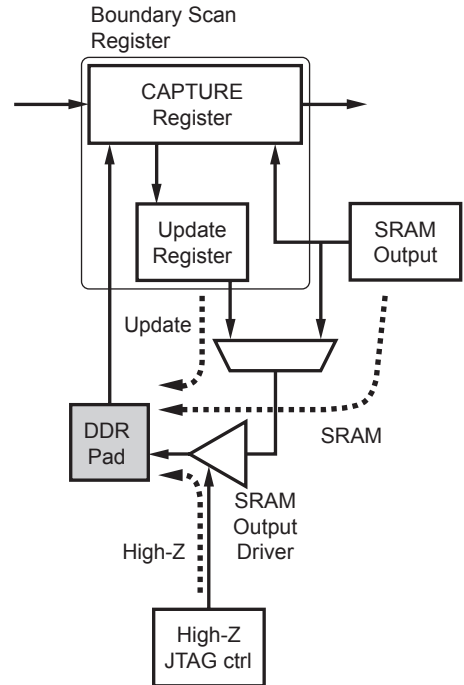 Boundary Scan
Register
CAPTURE
Register
Update
Register
SRAM
Output
Update
SRAM
DDR
Pad
SRAM
Output
Driver
High-Z
High-Z
JTAG ctrl